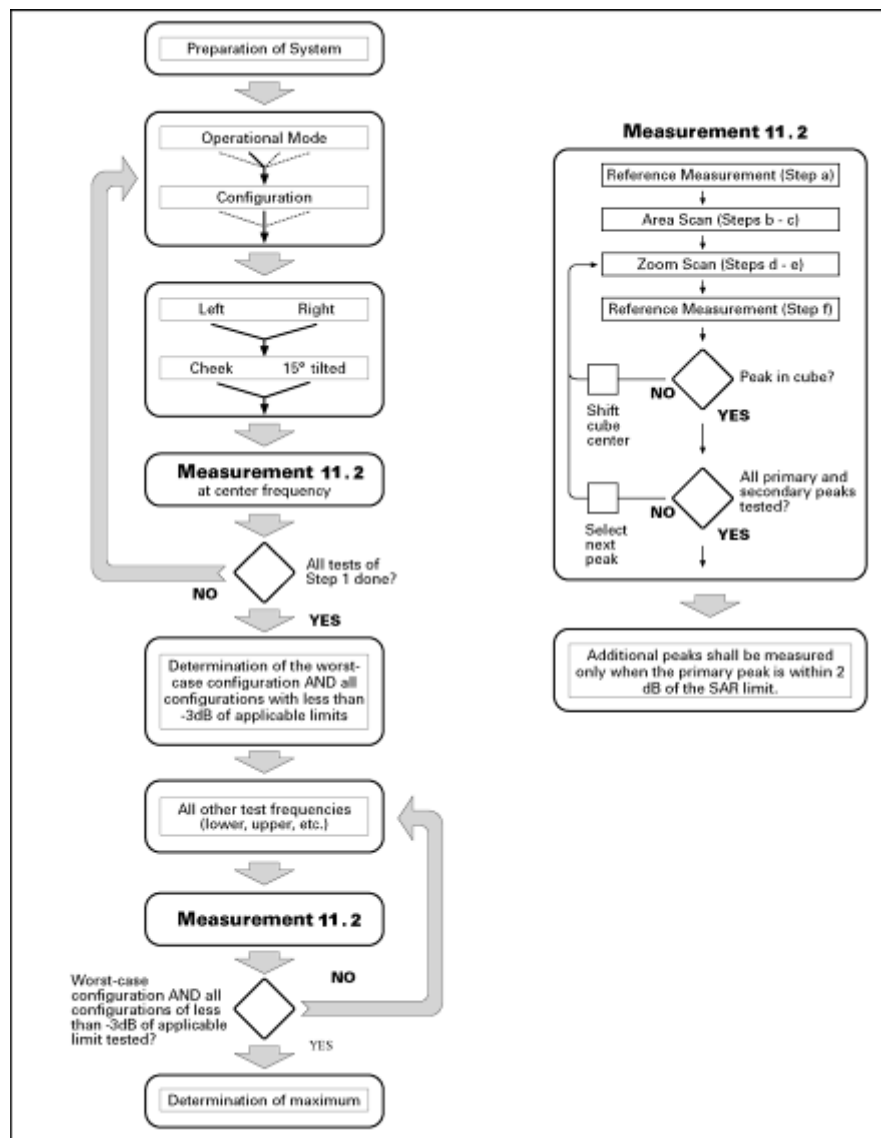 Preparation of System
Operational Mode
Configuration
Left Right
Cheek 15º tilted
Measurement 11.2
at center frequency
All tests of
Step 1 done?
NO
YES
Determination of the worst-
case configuration AND all
configurations with less than
-3dB of applicable limits
All other test frequencies
(lower, upper, etc.)
Measurement 11.2
NO
Worst-case
configuration AND all
configurations of less
than -3dB of applicable
limit tested?
YES
Determination of maximum
Measurement 11.2
Reference Measurement (Step a)
Area Scan (Steps b - c)
Zoom Scan (Steps d - e)
Reference Measurement (Step f)
Peak in cube?
NO
Shift
cube
center
YES
All primary and
secondary peaks
tested?
NO
Select
next
peak
YES
Additional peaks shall be measured
only when the primary peak is within 2
dB of the SAR limit.